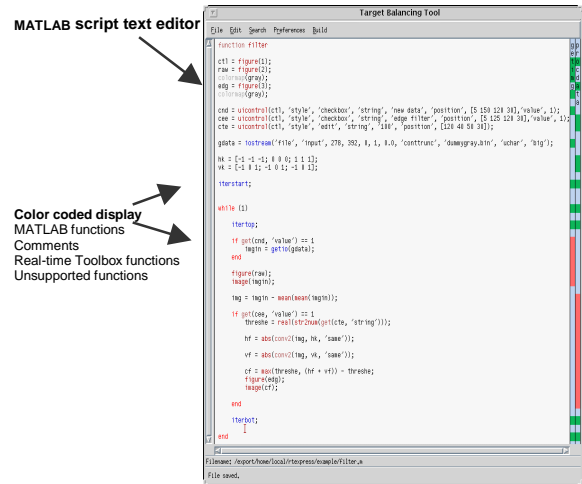 MATLAB script text editor
Color coded display
MATLAB functions
Comments
Real-time Toolbox functions
Unsupported functions
Target Balancing Tool
File Edit Search Preferences Build
function filter
ctl = figure(1);
raw = figure(2);
colormap(gray);
edg = figure(3);
colormap(gray);
cnd = uicontrol(ctl, 'style', 'checkbox', 'string', 'new data', 'position', [5 150 120 30],'value', 1);
cee = uicontrol(ctl, 'style', 'checkbox', 'string', 'edge filter', 'position', [5 125 120 30],'value', 1);
cte = uicontrol(ctl, 'style', 'edit', 'string', '100', 'position', [120 40 50 30]);
gdata = iostream('file', 'input', 278, 392, 0, 1, 0.0, 'conttrunc', 'dummygray.bin', 'uchar', 'big');
hk = [-1 -1 -1; 0 0 0; 1 1 1];
vk = [-1 0 1; -1 0 1; -1 0 1];
iterstart;
while (1)
itertop;
if get(cnd, 'value') == 1
imgin = getio(gdata);
end
figure(raw);
image(imgin);
img = imgin - mean(mean(imgin));
if get(cee, 'value') == 1
threshe = real(str2num(get(cte, 'string')));
hf = abs(conv2(img, hk, 'same'));
vf = abs(conv2(img, vk, 'same'));
cf = max(threshe, (hf + vf)) - threshe;
figure(edg);
image(cf);
end
iterbot;
end
Filename: /export/home/local/rtexpress/example/filter.m
File saved.